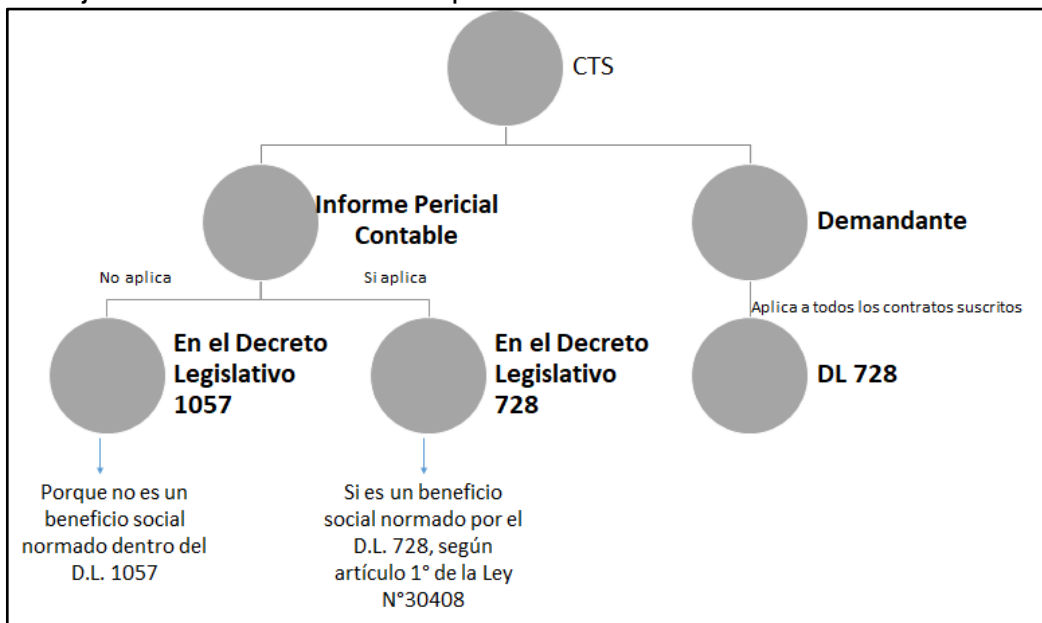 CTS
Informe Pericial
Contable
Demandante
No aplica
Si aplica
Aplica a todos los contratos suscritos
En el Decreto
Legislativo
1057
En el Decreto
Legislativo
728
DL 728
Porque no es un
beneficio social
normado dentro del
D.L. 1057
Si es un beneficio
social normado por el
D.L. 728, según
artículo 1° de la Ley
N°30408